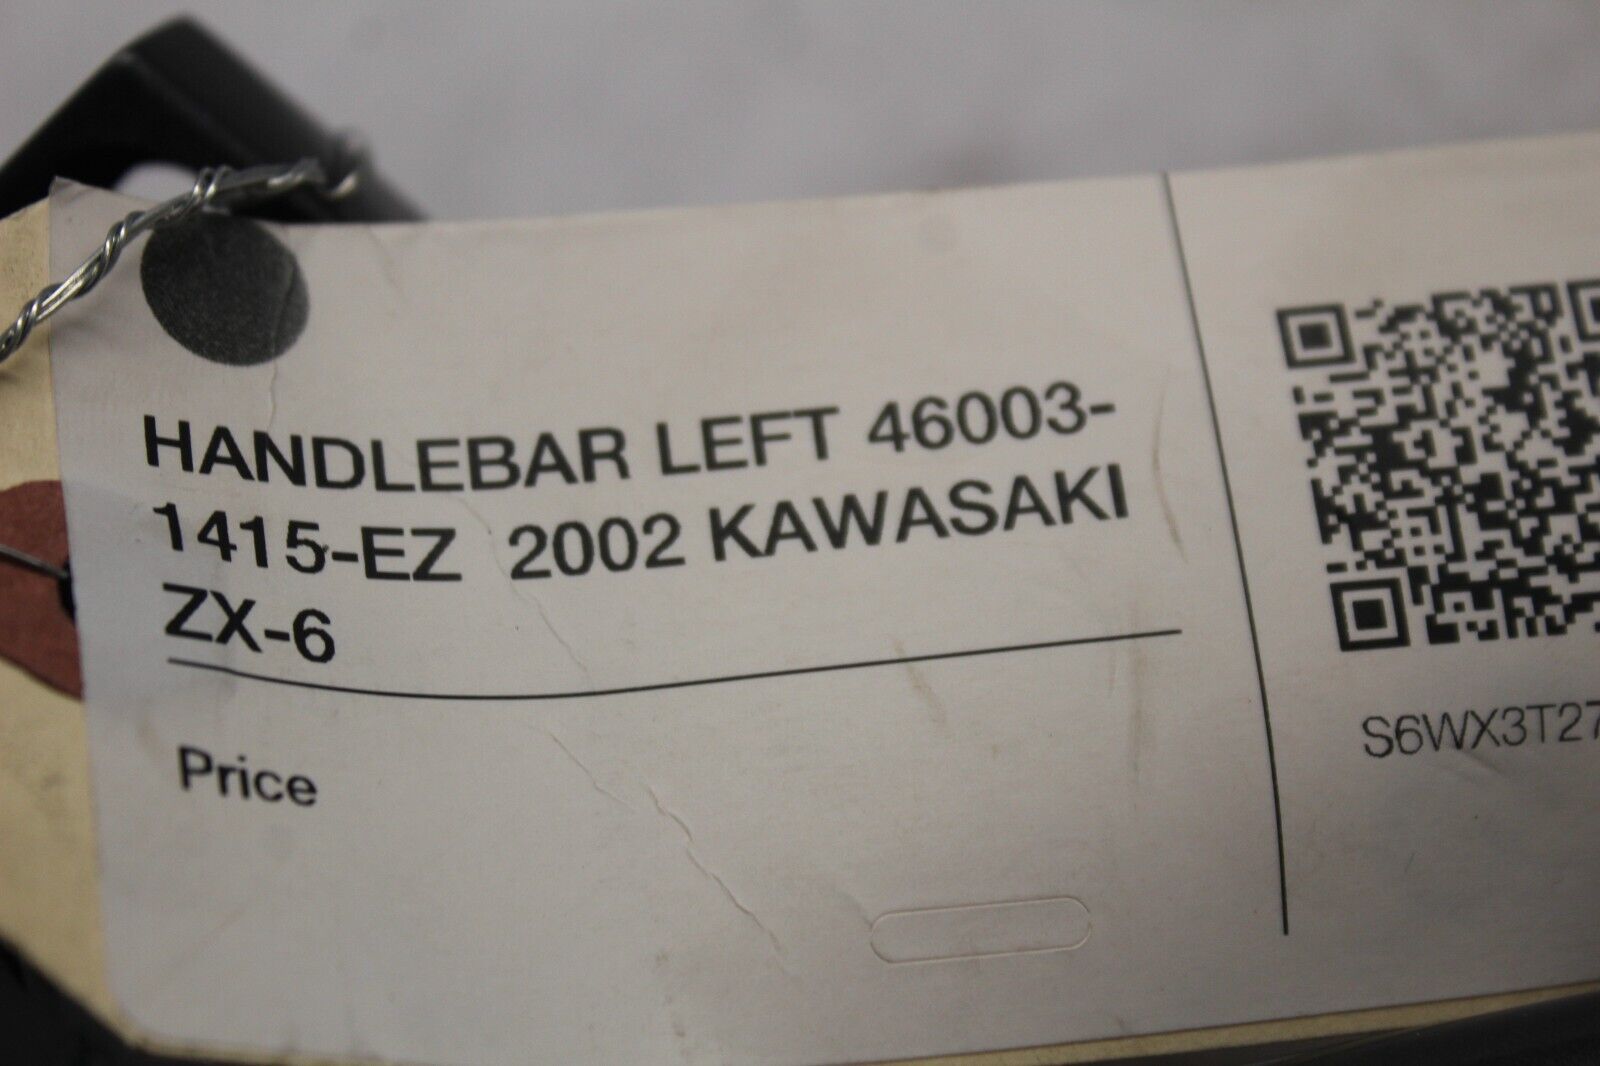 HANDLEBAR LEFT 46003-
1415-EZ 2002 KAWASAKI
ZX-6
Price
S6WX3T27